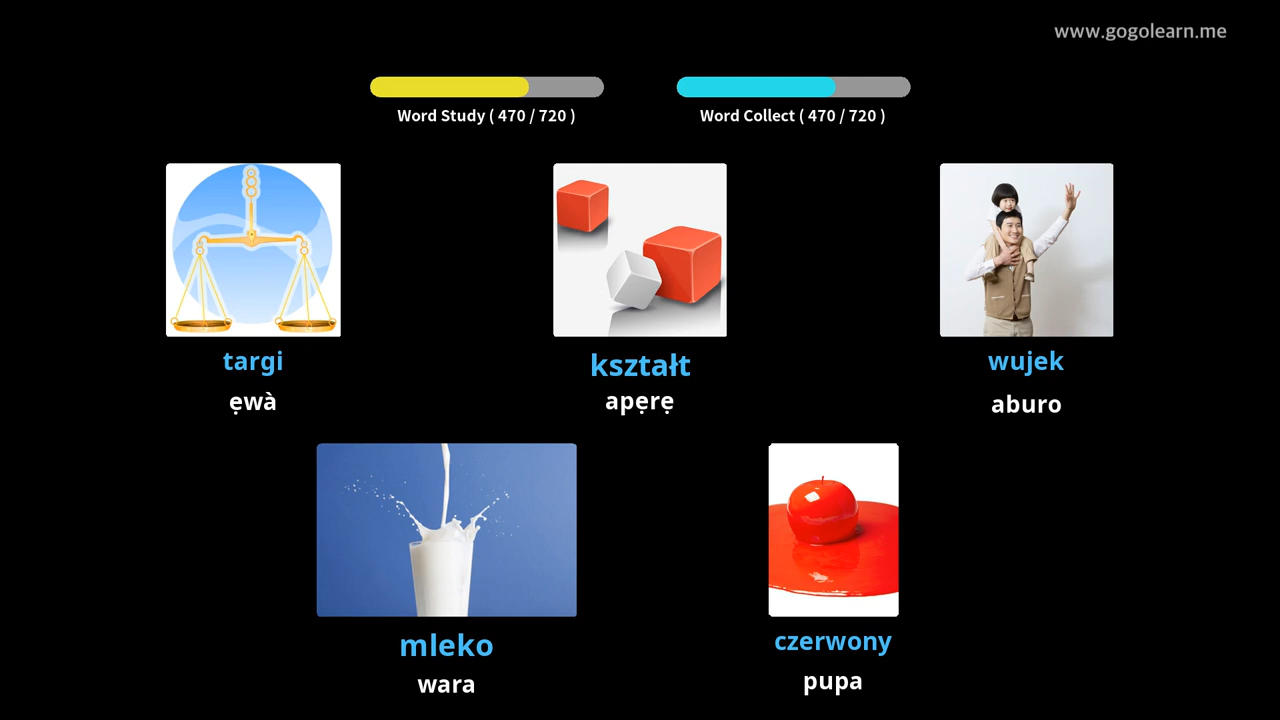 www.gogolearn.me
Word Study ( 470 / 720 )
Word Collect ( 470 / 720 )
targi
kształt
wujek
ẹwà
apẹrẹ
aburo
mleko
czerwony
wara
pupa